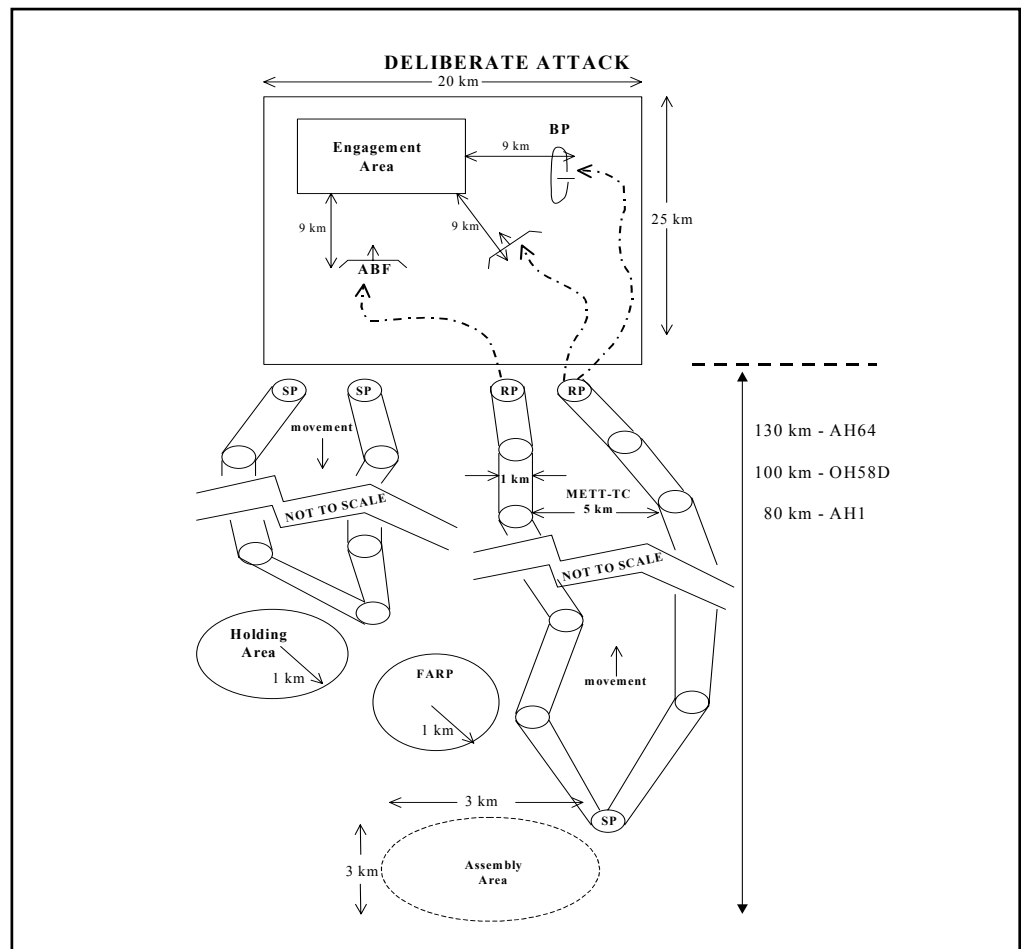 DELIBERATE ATTACK
20 km
BP
Engagement
Area
9 km
25 km
9 km
9 km
ABF
SP
SP
RP
RP
movement
130 km - AH64
1 km
METT-TC
5 km
100 km - OH58D
NOT TO SCALE
80 km - AH1
NOT TO SCALE
Holding
Area
1 km
FARP
movement
1 km
3 km
SP
3 km
Assembly
Area